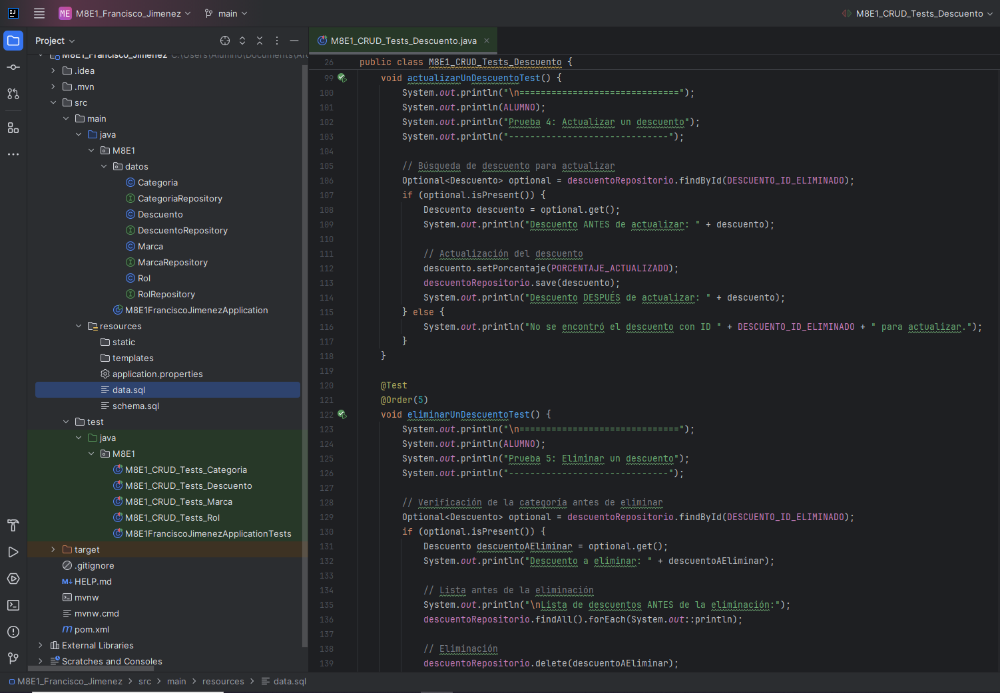 ME M8E1_Francisco_Jimenez main M8E1_CRUD_Tests_Descuento
Project
M8E1_Francisco_Jimenez
.idea
.mvn
src
main
java
M8E1
datos
Categoria
CategoriaRepository
Descuento
DescuentoRepository
Marca
MarcaRepository
Rol
RolRepository
M8E1FranciscoJimenezApplication
resources
static
templates
application.properties
data.sql
schema.sql
test
java
M8E1
M8E1_CRUD_Tests_Categoria
M8E1_CRUD_Tests_Descuento
M8E1_CRUD_Tests_Marca
M8E1_CRUD_Tests_Rol
M8E1FranciscoJimenezApplicationTests
target
.gitignore
HELP.md
mvnw
mvnw.cmd
pom.xml
External Libraries
Scratches and Consoles
M8E1_CRUD_Tests_Descuento.java
26 public class M8E1_CRUD_Tests_Descuento {
99 void actualizarUnDescuentoTest() {
100 System.out.println("\n==============================");
101 System.out.println(ALUMNO);
102 System.out.println("Prueba 4: Actualizar un descuento");
103 System.out.println("------------------------------");
104
105 // Búsqueda de descuento para actualizar
106 Optional<Descuento> optional = descuentoRepositorio.findById(DESCUENTO_ID_ELIMINADO);
107 if (optional.isPresent()) {
108 Descuento descuento = optional.get();
109 System.out.println("Descuento ANTES de actualizar: " + descuento);
110
111 // Actualización del descuento
112 descuento.setPorcentaje(PORCENTAJE_ACTUALIZADO);
113 descuentoRepositorio.save(descuento);
114 System.out.println("Descuento DESPUÉS de actualizar: " + descuento);
115 } else {
116 System.out.println("No se encontró el descuento con ID " + DESCUENTO_ID_ELIMINADO + " para actualizar.");
117 }
118 }
119
120 @Test
121 @Order(5)
122 void eliminarUnDescuentoTest() {
123 System.out.println("\n==============================");
124 System.out.println(ALUMNO);
125 System.out.println("Prueba 5: Eliminar un descuento");
126 System.out.println("------------------------------");
127
128 // Verificación de la categoria antes de eliminar
129 Optional<Descuento> optional = descuentoRepositorio.findById(DESCUENTO_ID_ELIMINADO);
130 if (optional.isPresent()) {
131 Descuento descuentoAEliminar = optional.get();
132 System.out.println("Descuento a eliminar: " + descuentoAEliminar);
133
134 // Lista antes de la eliminación
135 System.out.println("\nLista de descuentos ANTES de la eliminación:");
136 descuentoRepositorio.findAll().forEach(System.out::println);
137
138 // Eliminación
139 descuentoRepositorio.delete(descuentoAEliminar);
M8E1_Francisco_Jimenez > src > main > resources > data.sql